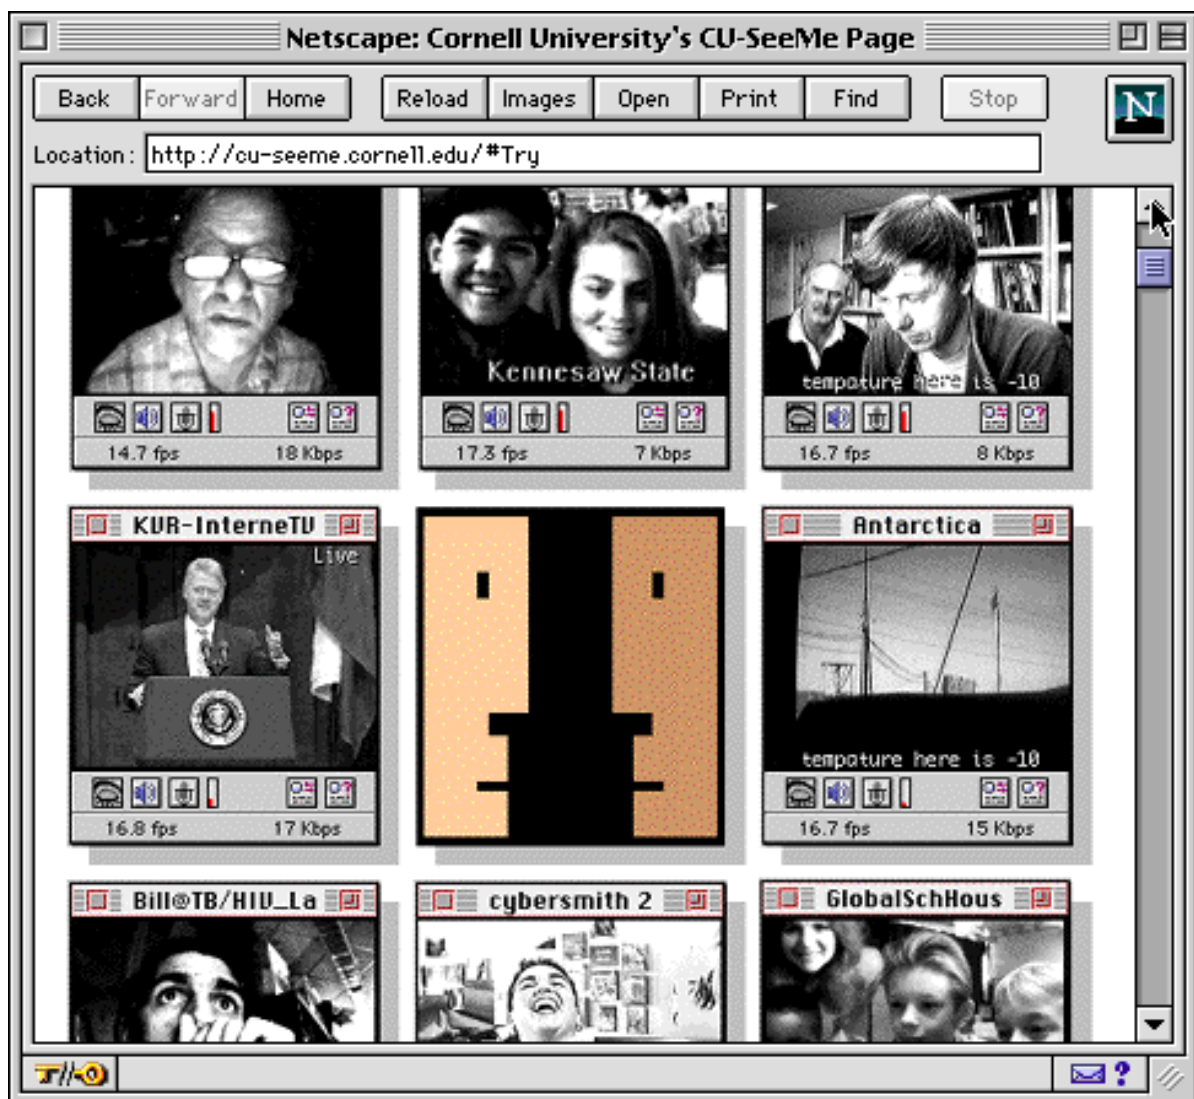 Netscape: Cornell University's CU-SeeMe Page
Back Forward Home Reload Images Open Print Find Stop N
Location: http://cu-seeme.cornell.edu/#Try
Kennesaw State
tempature here is -10
14.7 fps 18 Kbps
17.3 fps 7 Kbps
16.7 fps 8 Kbps
KVR-InterneTV
Live
Antarctica
tempature here is -10
16.8 fps 17 Kbps
16.7 fps 15 Kbps
Bill@TB/HIV_La
cybersmith 2
GlobalSchHous